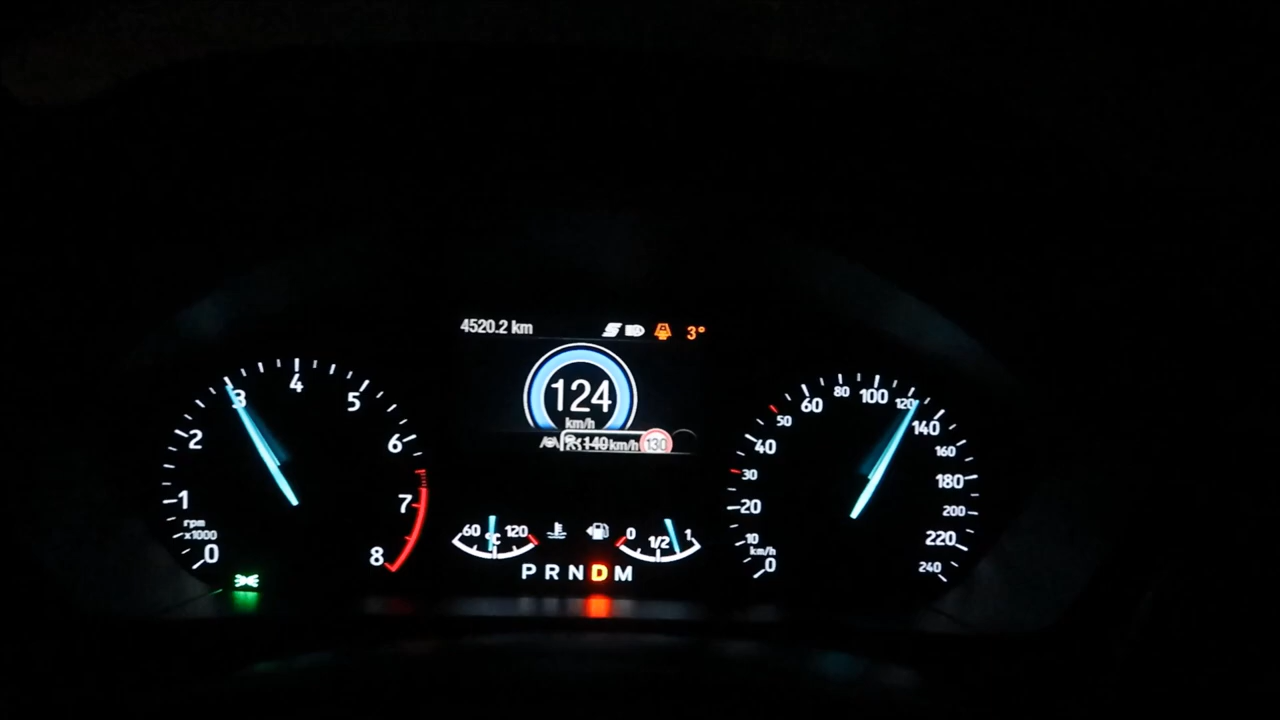 4520.2 km 3°
124
km/h
140 km/h 130
0 1 2 3 4 5 6 7 8
rpm
x1000
60 °C 120
0 1/2 1
P R N D M
0 10 20 30 40 50 60 80 100 120 140 160 180 200 220 240
km/h